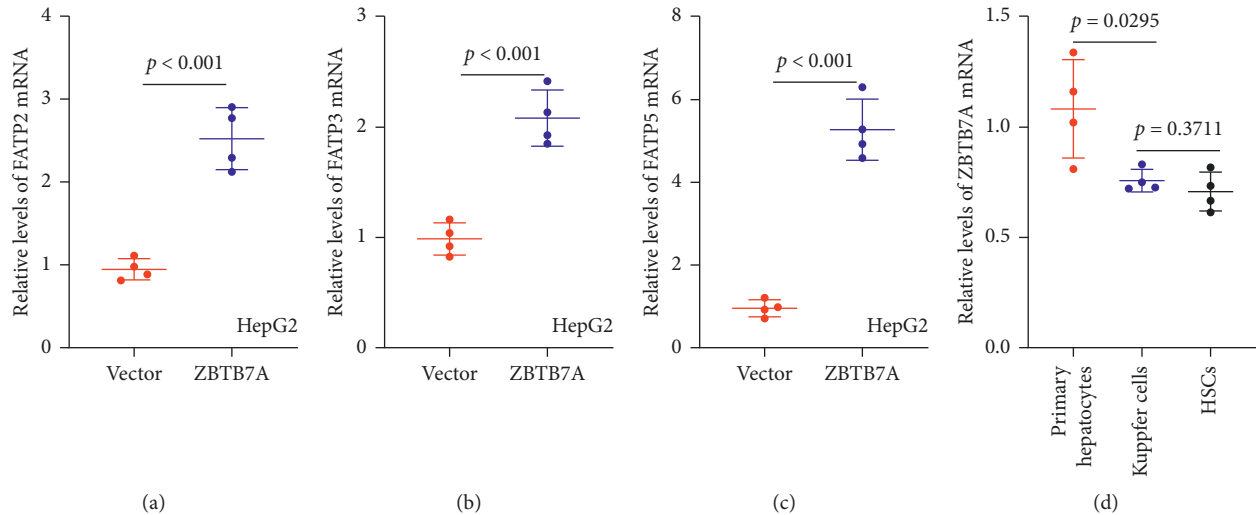 Relative levels of FATP2 mRNA
4
3
2
1
0
p < 0.001
HepG2
Vector
ZBTB7A
(a)
Relative levels of FATP3 mRNA
3
2
1
0
p < 0.001
Vector
ZBTB7A
(b)
Relative levels of FATP5 mRNA
8
6
4
2
0
p < 0.001
HepG2
Vector
ZBTB7A
(c)
Relative levels of ZBTB7A mRNA
1.5
1.0
0.5
0.0
p = 0.0295
p = 0.3711
Primary
hepatocytes
Kuppfer cells
HSCs
(d)